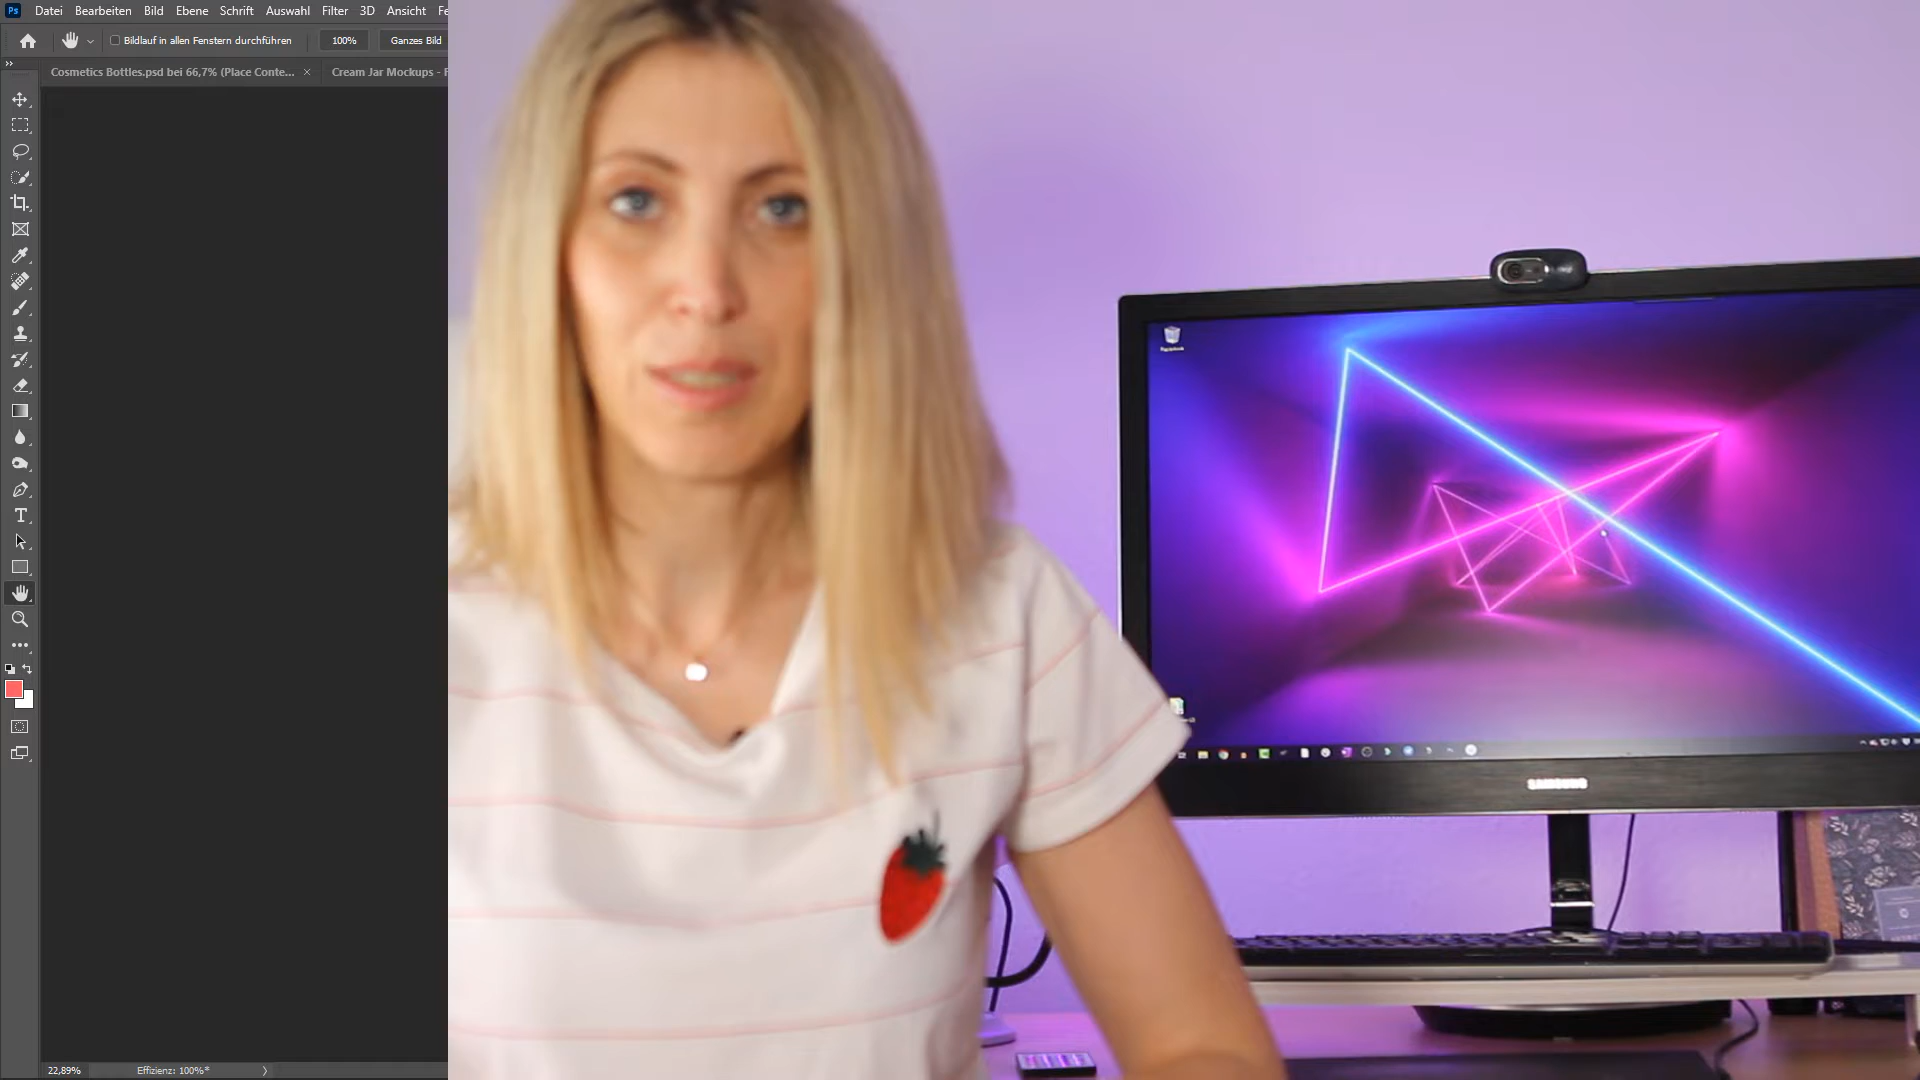 Ps Datei Bearbeiten Bild Ebene Schrift Auswahl Filter 3D Ansicht Fe
Bildlauf in allen Fenstern durchführen 100% Ganzes Bild
Cosmetics Bottles.psd bei 66,7% (Place Conte... × Cream Jar Mockups - F
T
SAMSUNG
22,89% Effizienz: 100%*